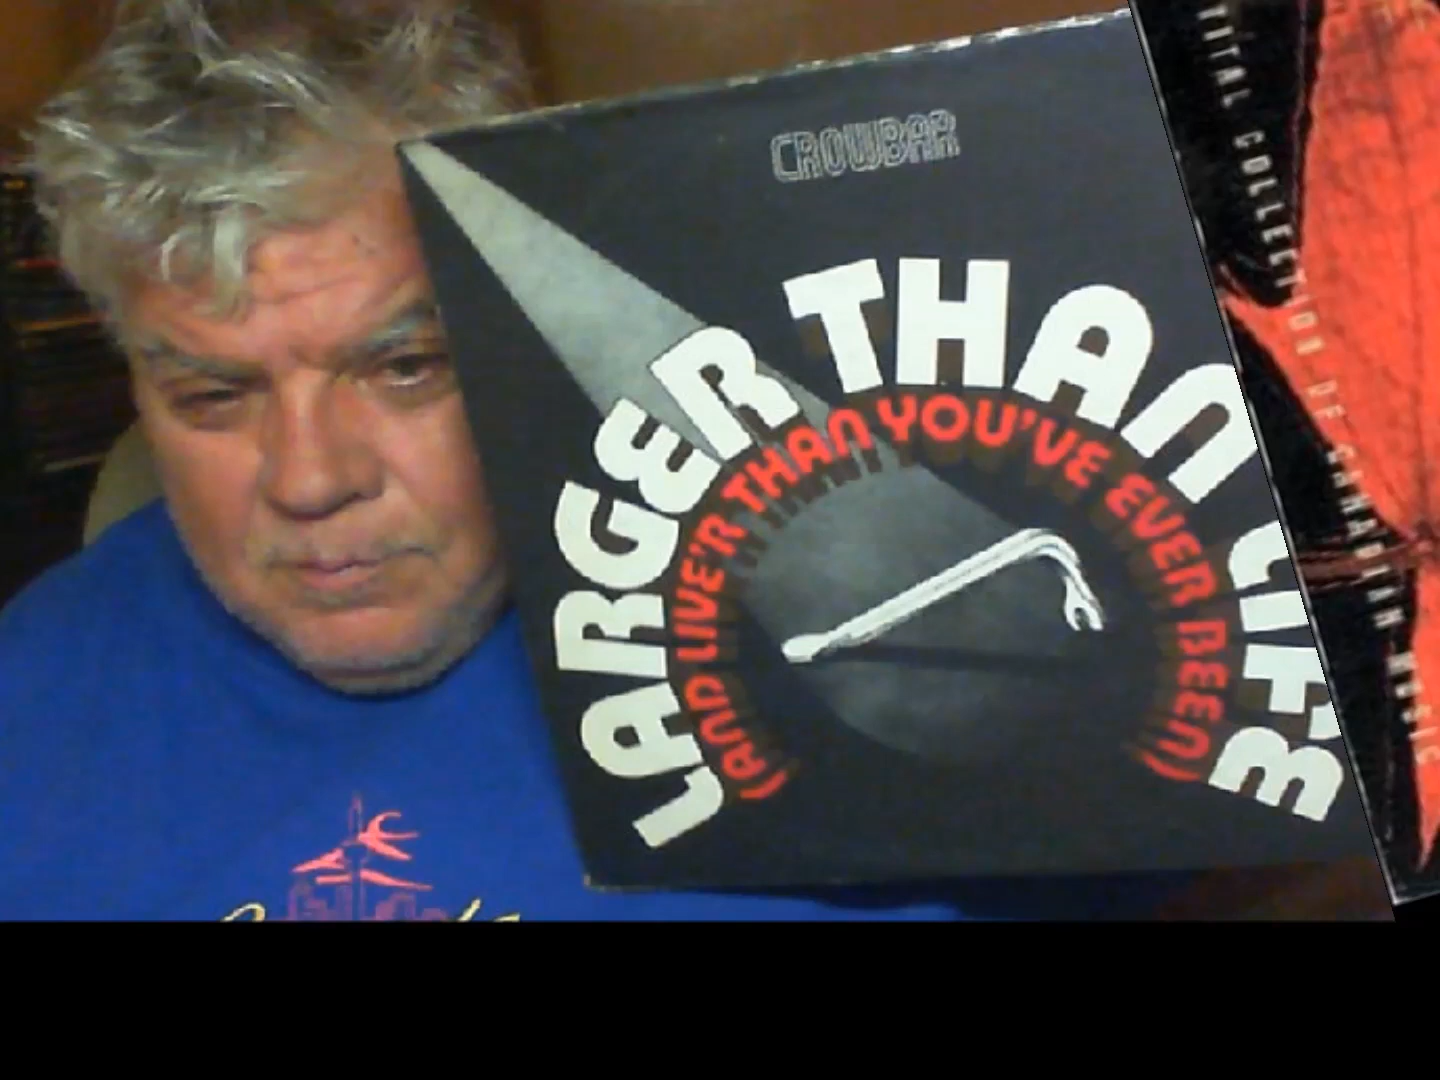 CROWBAR
LARGER THAN LIFE
(AND LIVE'R THAN YOU'VE EVER BEEN)
VITAL COLLECTION OF CANADIAN MUSIC